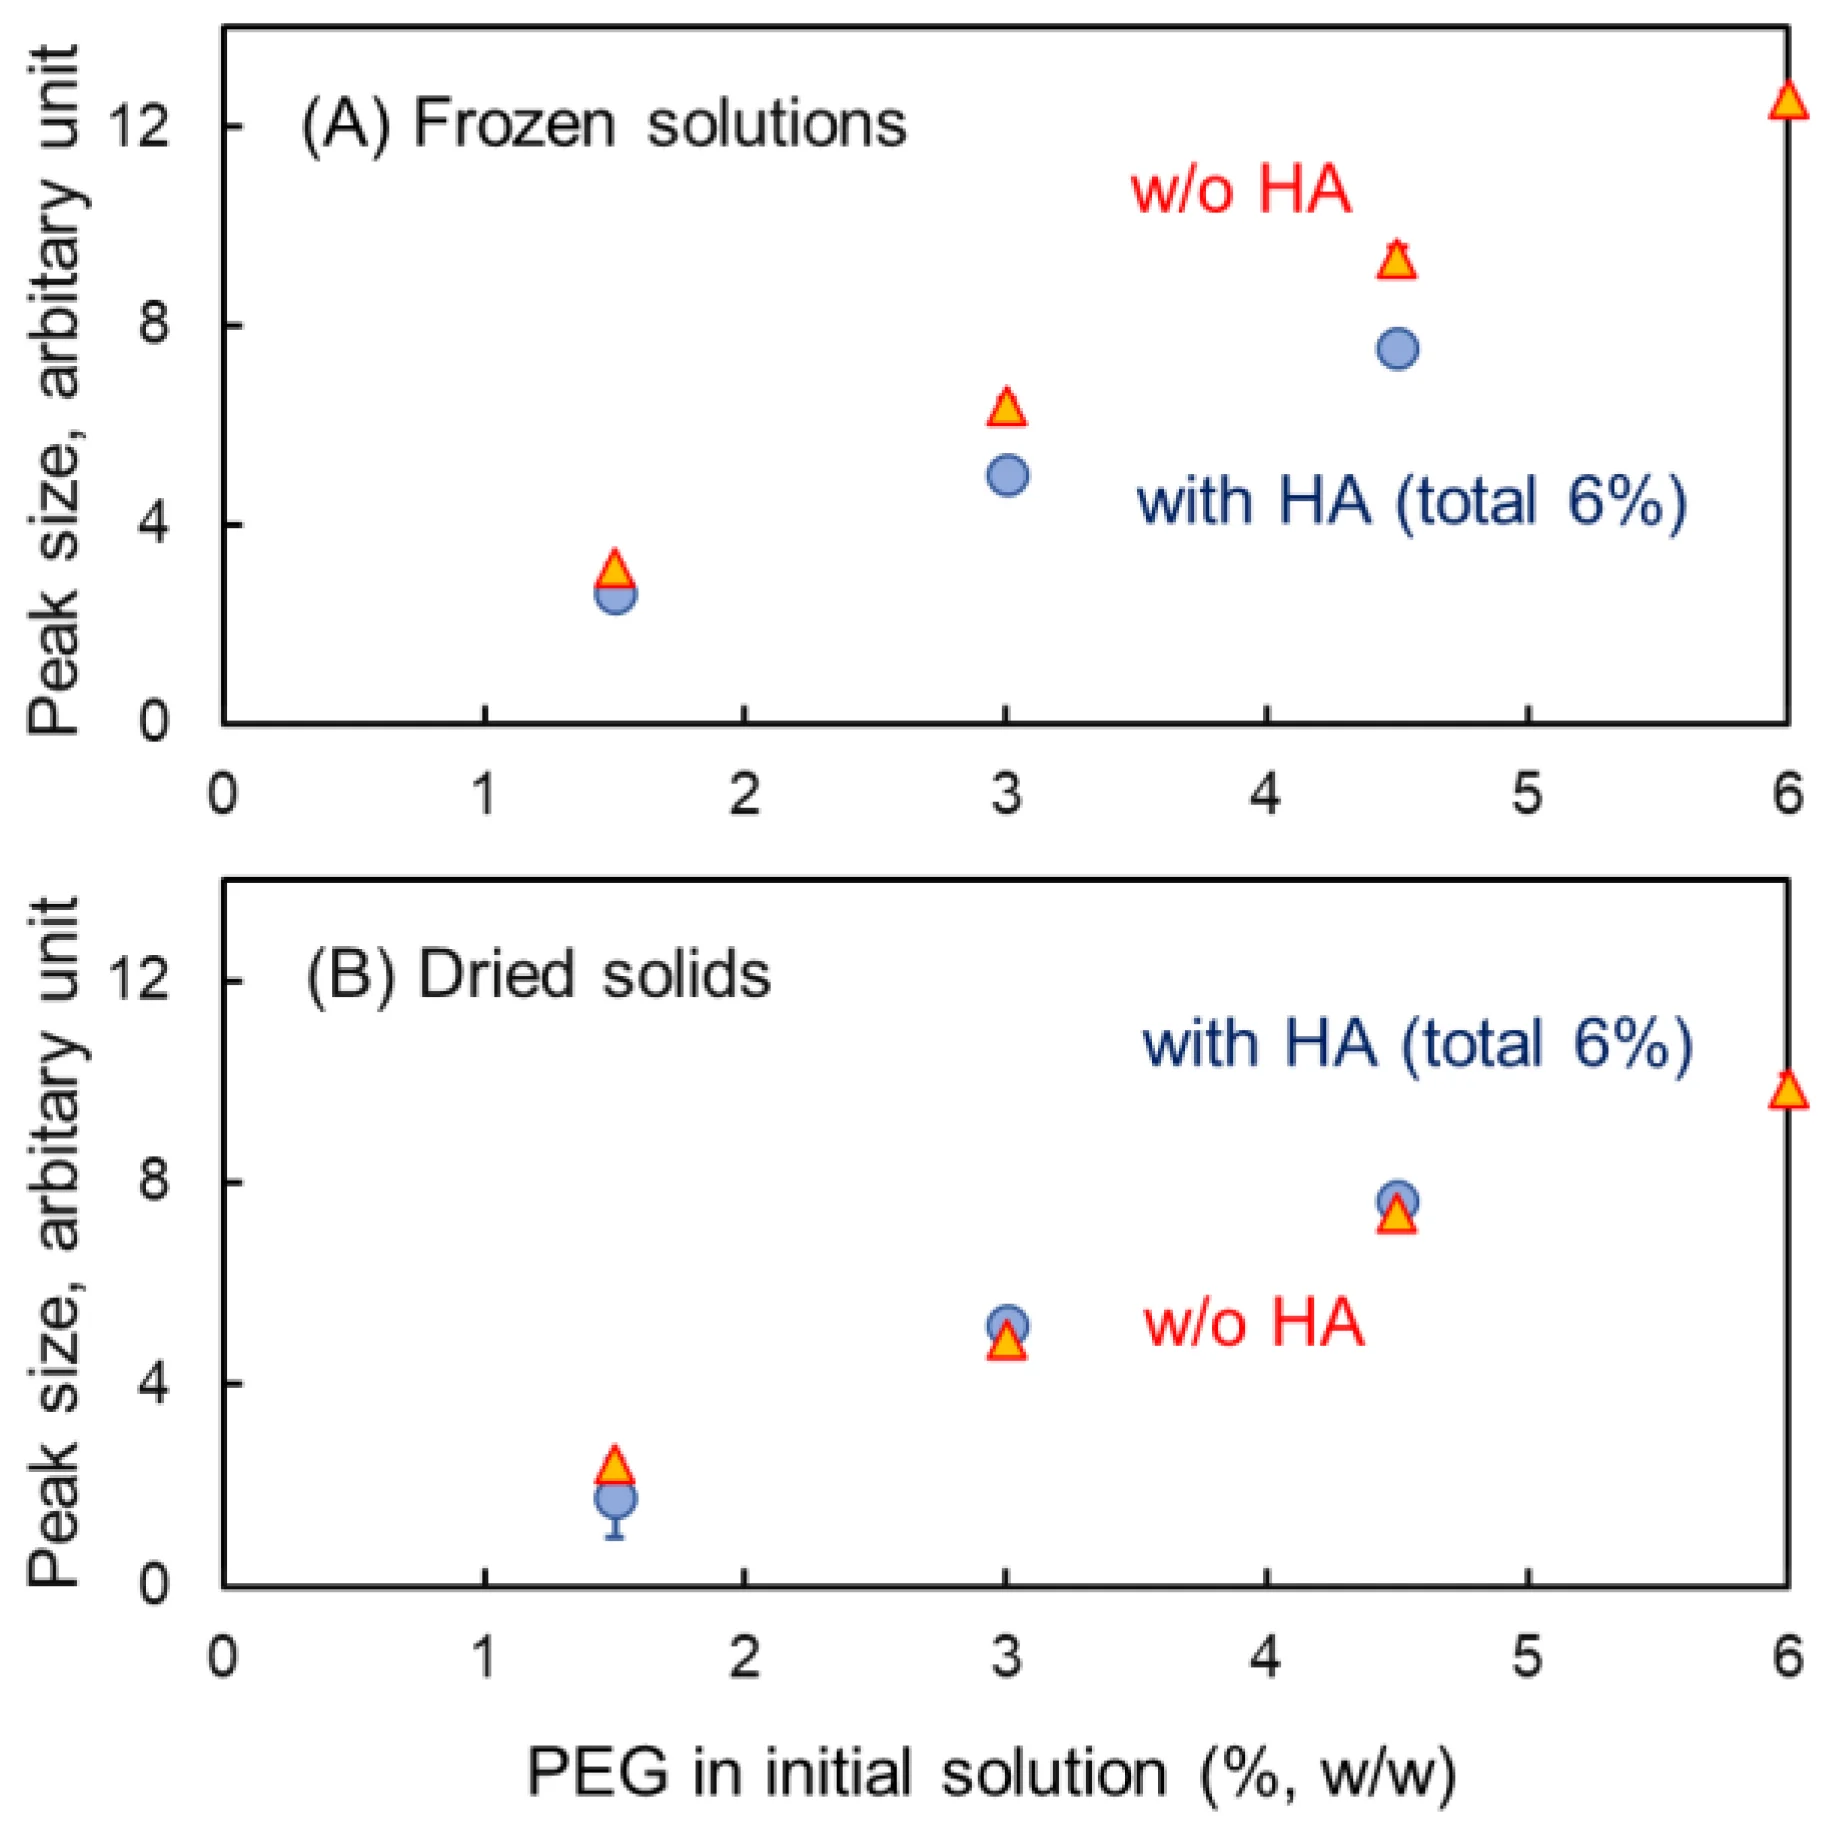 Peak size, arbitary unit
12
8
4
0
(A) Frozen solutions
w/o HA
with HA (total 6%)
0 1 2 3 4 5 6
Peak size, arbitary unit
12
8
4
0
(B) Dried solids
with HA (total 6%)
w/o HA
0 1 2 3 4 5 6
PEG in initial solution (%, w/w)